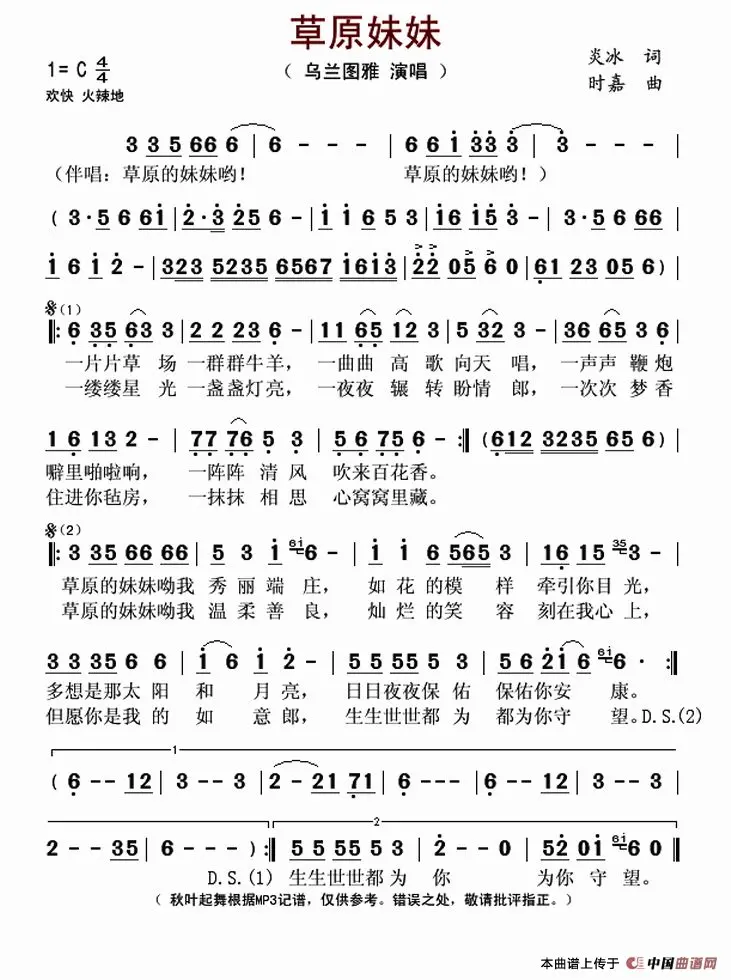 草原妹妹
1= C 4/4
( 乌兰图雅 演唱 )
炎冰 词
欢快 火辣地
时嘉 曲
3 3 5 6 6 6 | 6 - - - | 6 6 i 3 3 3 | 3 - - - |
(伴唱: 草原的妹妹哟! 草原的妹妹哟! )
( 3 · 5 6 6 i | 2 · 3 2 5 6 - | i i 6 5 3 | i 6 i 5 3 - | 3 · 5 6 6 6 |
i 6 i 2 - | 3 2 3 5 2 3 5 6 5 6 7 i 6 i 3 | 2 2 0 5 6 0 | 6 1 2 3 0 5 6 ) |
𝄋(1)
‖: 6 3 5 6 3 3 | 2 2 2 3 6 - | 1 1 6 5 1 2 3 | 5 3 2 3 - | 3 6 6 5 3 6 |
一片片草 场 一群群牛羊, 一曲曲 高 歌 向天 唱, 一声声 鞭炮
一缕缕星 光 一盏盏灯亮, 一夜夜 辗 转 盼情 郎, 一次次 梦香
1 6 1 3 2 - | 7 7 7 6 5 3 | 5 6 7 5 6 - :‖ ( 6 1 2 3 2 3 5 6 5 6 ) |
噼里啪啦响, 一阵阵 清 风 吹来百花香。
住进你毡房, 一抹抹 相 思 心窝窝里藏。
𝄋(2)
‖: 3 3 5 6 6 6 6 | 5 3 i 6i 6 - | i i 6 5 6 5 3 | 1 6 1 5 35 3 - |
草原的妹妹呦我 秀 丽 端 庄, 如 花 的 模 样 牵引你目光,
草原的妹妹呦我 温 柔 善 良, 灿 烂 的 笑 容 刻在我心上,
3 3 3 5 6 6 | i 6 i 2 - | 5 5 5 5 5 3 | 5 6 2 i 6 6i 6 · :‖
多想是那太 阳 和 月 亮, 日日夜夜保 佑 保佑你安 康。
但愿你是我 的 如 意 郎, 生生世世都 为 都为你守 望。D.S.(2)
1
( 6 - - 1 2 | 3 - - 2 3 | 2 - - 2 1 7 1 | 6 - - - | 6 - - 1 2 | 3 - - 3 |
2
2 - - 3 5 | 6 - - - ) :‖ 5 5 5 5 5 3 | 6 i 2 - | 2 - - 0 | 5 2 0 i 6i 6 0 ‖
D.S.(1) 生生世世都 为 你 为你 守 望。
( 秋叶起舞根据MP3记谱, 仅供参考。错误之处, 敬请批评指正。)
本曲谱上传于 中国曲谱网